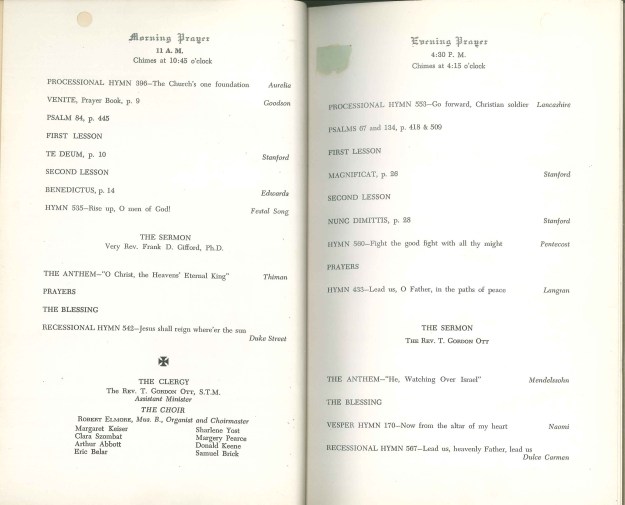 Morning Prayer
11 A. M.
Chimes at 10:45 o'clock
PROCESSIONAL HYMN 396—The Church's one foundation Aurelia
VENITE, Prayer Book, p. 9 Goodson
PSALM 84, p. 445
FIRST LESSON
TE DEUM, p. 10 Stanford
SECOND LESSON
BENEDICTUS, p. 14 Edwards
HYMN 535—Rise up, O men of God! Festal Song
THE SERMON
Very Rev. Frank D. Gifford, Ph.D.
THE ANTHEM—"O Christ, the Heavens' Eternal King" Thiman
PRAYERS
THE BLESSING
RECESSIONAL HYMN 542—Jesus shall reign where'er the sun
Duke Street
THE CLERGY
The Rev. T. Gordon Ott, S.T.M.
Assistant Minister
THE CHOIR
Robert Elmore, Mus. B., Organist and Choirmaster
Margaret Keiser Sharlene Yost
Clara Szombat Margery Pearce
Arthur Abbott Donald Keene
Eric Belar Samuel Brick
Evening Prayer
4:30 P. M.
Chimes at 4:15 o'clock
PROCESSIONAL HYMN 553—Go forward, Christian soldier Lancashire
PSALMS 67 and 134, p. 418 & 509
FIRST LESSON
MAGNIFICAT, p. 26 Stanford
SECOND LESSON
NUNC DIMITTIS, p. 28 Stanford
HYMN 560—Fight the good fight with all thy might Pentecost
PRAYERS
HYMN 433—Lead us, O Father, in the paths of peace Langran
THE SERMON
The Rev. T. Gordon Ott
THE ANTHEM—"He, Watching Over Israel" Mendelssohn
THE BLESSING
VESPER HYMN 170—Now from the altar of my heart Naomi
RECESSIONAL HYMN 567—Lead us, heavenly Father, lead us
Dulce Carmen